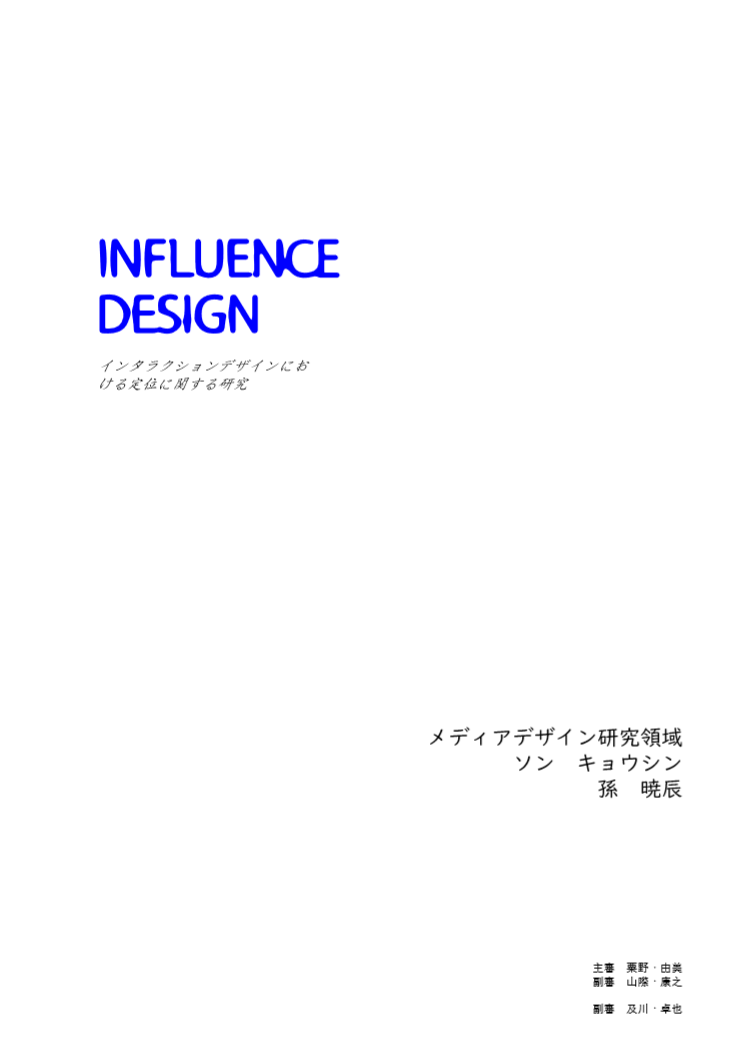 INFLUENCE
DESIGN
インタラクションデザインにお
ける定位に関する研究
メディアデザイン研究領域
ソン　キョウシン
孫　暁辰
主審　粟野・由美
副審　山際・康之
副審　及川・卓也